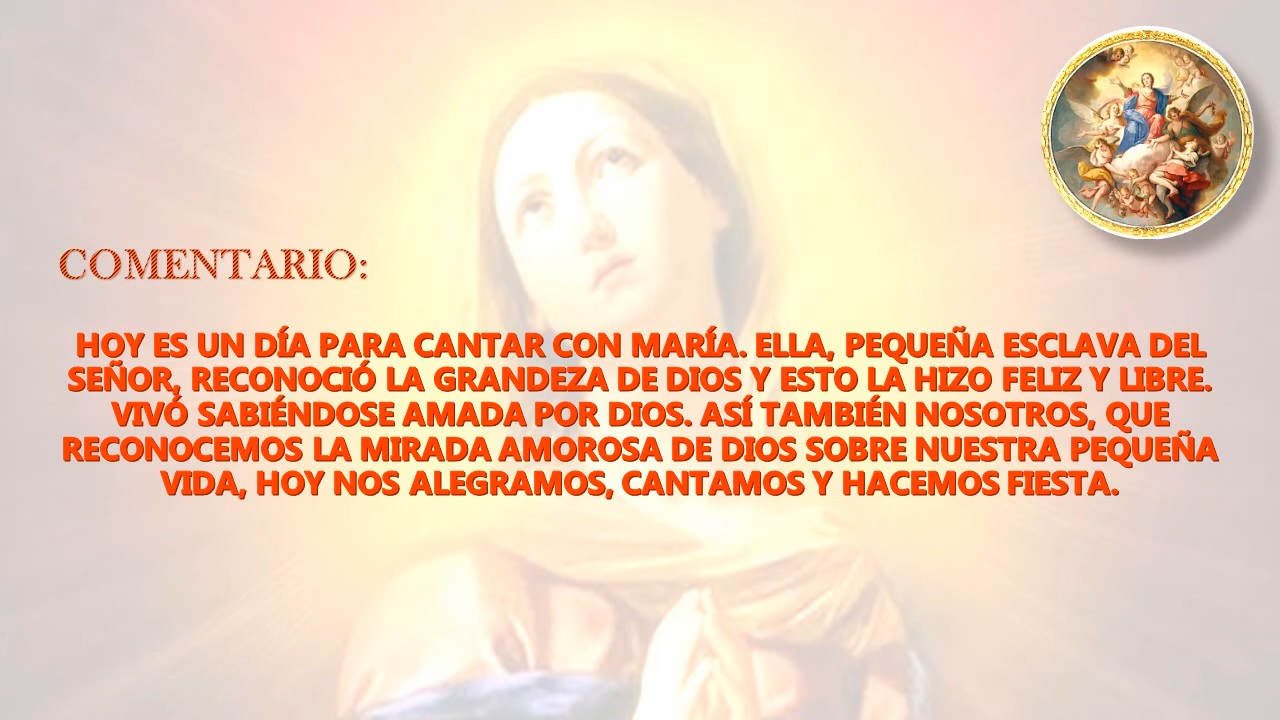 COMENTARIO:
HOY ES UN DÍA PARA CANTAR CON MARÍA. ELLA, PEQUEÑA ESCLAVA DEL
SEÑOR, RECONOCIÓ LA GRANDEZA DE DIOS Y ESTO LA HIZO FELIZ Y LIBRE.
VIVÓ SABIÉNDOSE AMADA POR DIOS. ASÍ TAMBIÉN NOSOTROS, QUE
RECONOCEMOS LA MIRADA AMOROSA DE DIOS SOBRE NUESTRA PEQUEÑA
VIDA, HOY NOS ALEGRAMOS, CANTAMOS Y HACEMOS FIESTA.